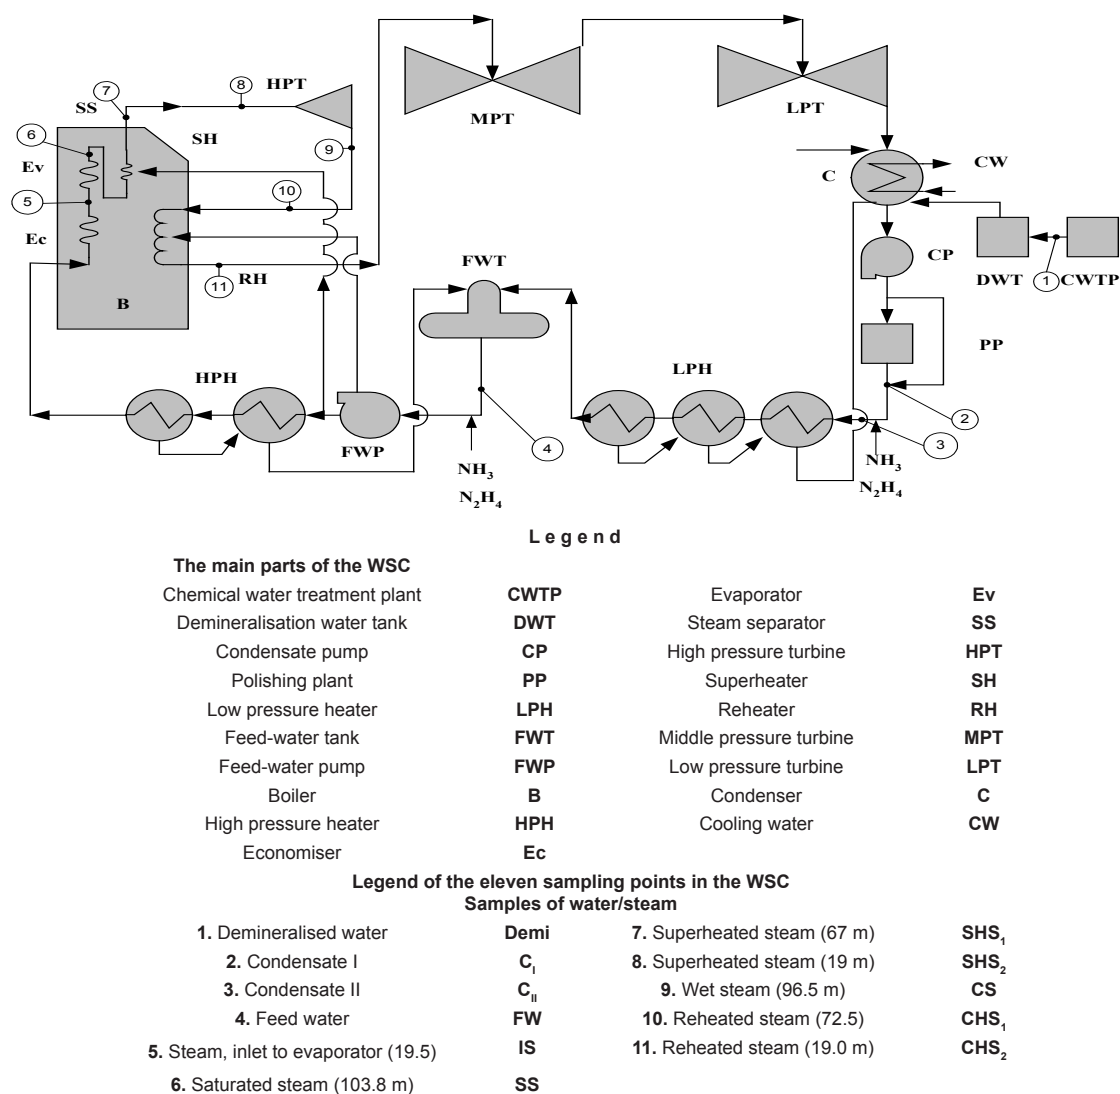 HPT
7
8
SS
MPT
LPT
6
SH
9
Ev
C
CW
10
5
Ec
FWT
CP
11
RH
DWT
1
CWTP
B
PP
HPH
LPH
2
FWP
4
3
NH3
N2H4
NH3
N2H4
Legend
The main parts of the WSC
Chemical water treatment plant CWTP Evaporator Ev
Demineralisation water tank DWT Steam separator SS
Condensate pump CP High pressure turbine HPT
Polishing plant PP Superheater SH
Low pressure heater LPH Reheater RH
Feed-water tank FWT Middle pressure turbine MPT
Feed-water pump FWP Low pressure turbine LPT
Boiler B Condenser C
High pressure heater HPH Cooling water CW
Economiser Ec
Legend of the eleven sampling points in the WSC
Samples of water/steam
1. Demineralised water Demi 7. Superheated steam (67 m) SHS1
2. Condensate I CI 8. Superheated steam (19 m) SHS2
3. Condensate II CII 9. Wet steam (96.5 m) CS
4. Feed water FW 10. Reheated steam (72.5) CHS1
5. Steam, inlet to evaporator (19.5) IS 11. Reheated steam (19.0 m) CHS2
6. Saturated steam (103.8 m) SS